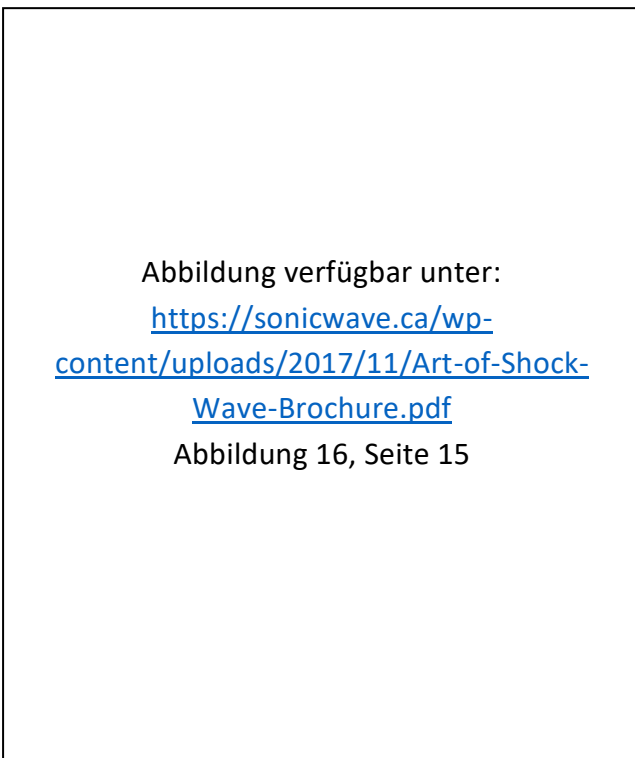 Abbildung verfügbar unter:
https://sonicwave.ca/wp-
content/uploads/2017/11/Art-of-Shock-
Wave-Brochure.pdf
Abbildung 16, Seite 15